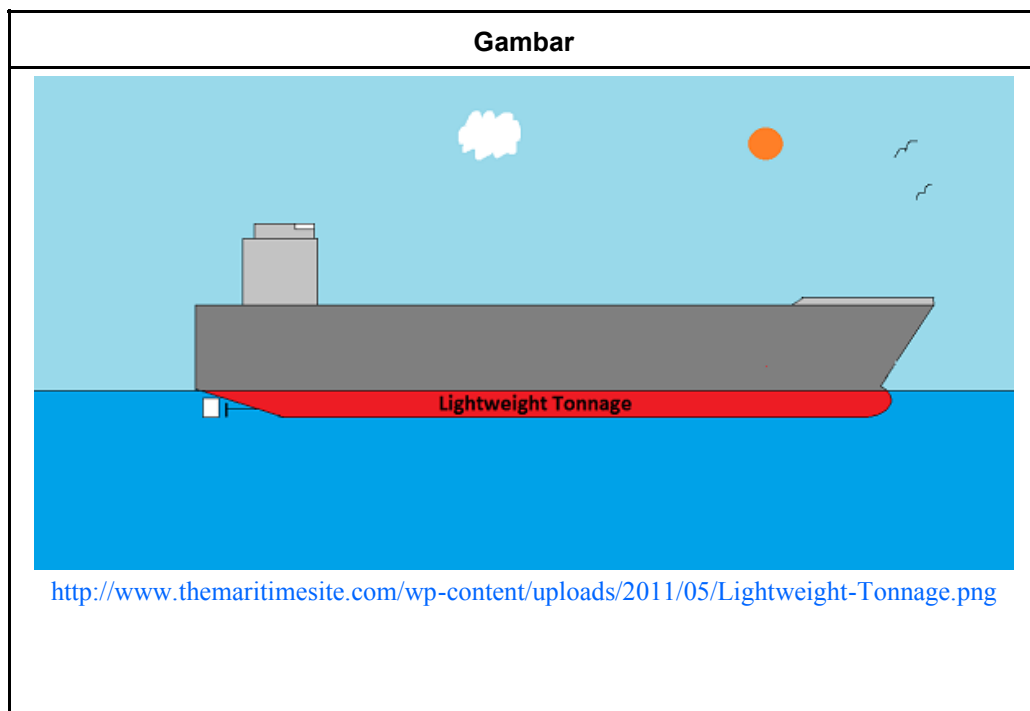 Gambar
Lightweight Tonnage
http://www.themaritimesite.com/wp-content/uploads/2011/05/Lightweight-Tonnage.png